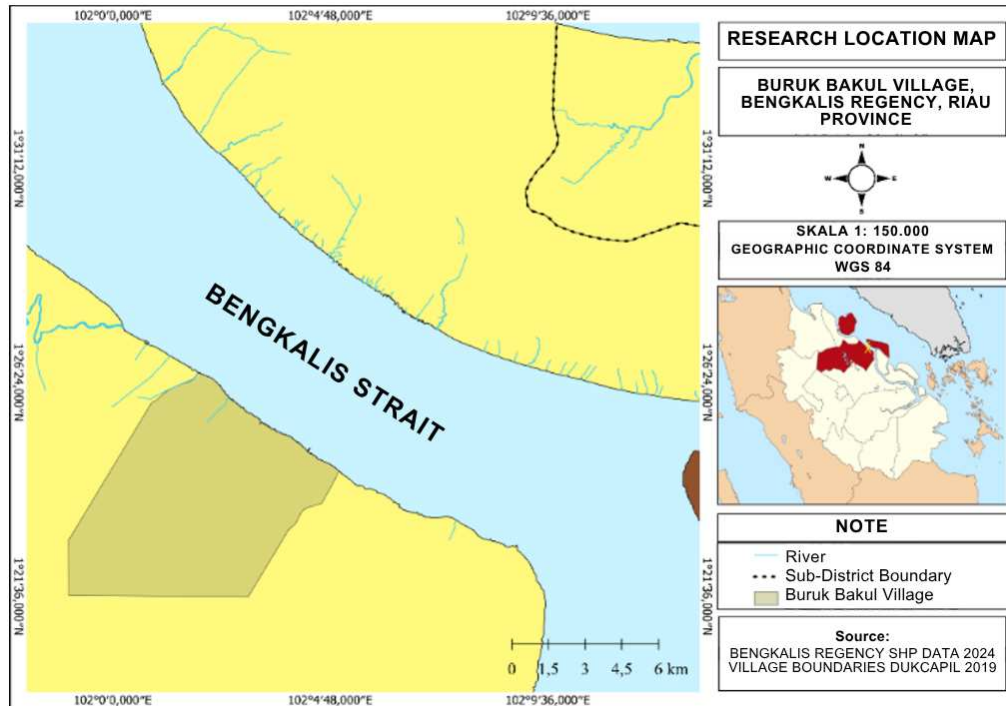 102°0'0,000"E 102°4'48,000"E 102°9'36,000"E
1°31'12,000"N
1°26'24,000"N
1°21'36,000"N
BENGKALIS STRAIT
0 1,5 3 4,5 6 km
1°31'12,000"N
1°26'24,000"N
1°21'36,000"N
102°0'0,000"E 102°4'48,000"E 102°9'36,000"E
RESEARCH LOCATION MAP
BURUK BAKUL VILLAGE,
BENGKALIS REGENCY, RIAU
PROVINCE
N
W E
S
SKALA 1: 150.000
GEOGRAPHIC COORDINATE SYSTEM
WGS 84
NOTE
River
Sub-District Boundary
Buruk Bakul Village
Source:
BENGKALIS REGENCY SHP DATA 2024
VILLAGE BOUNDARIES DUKCAPIL 2019